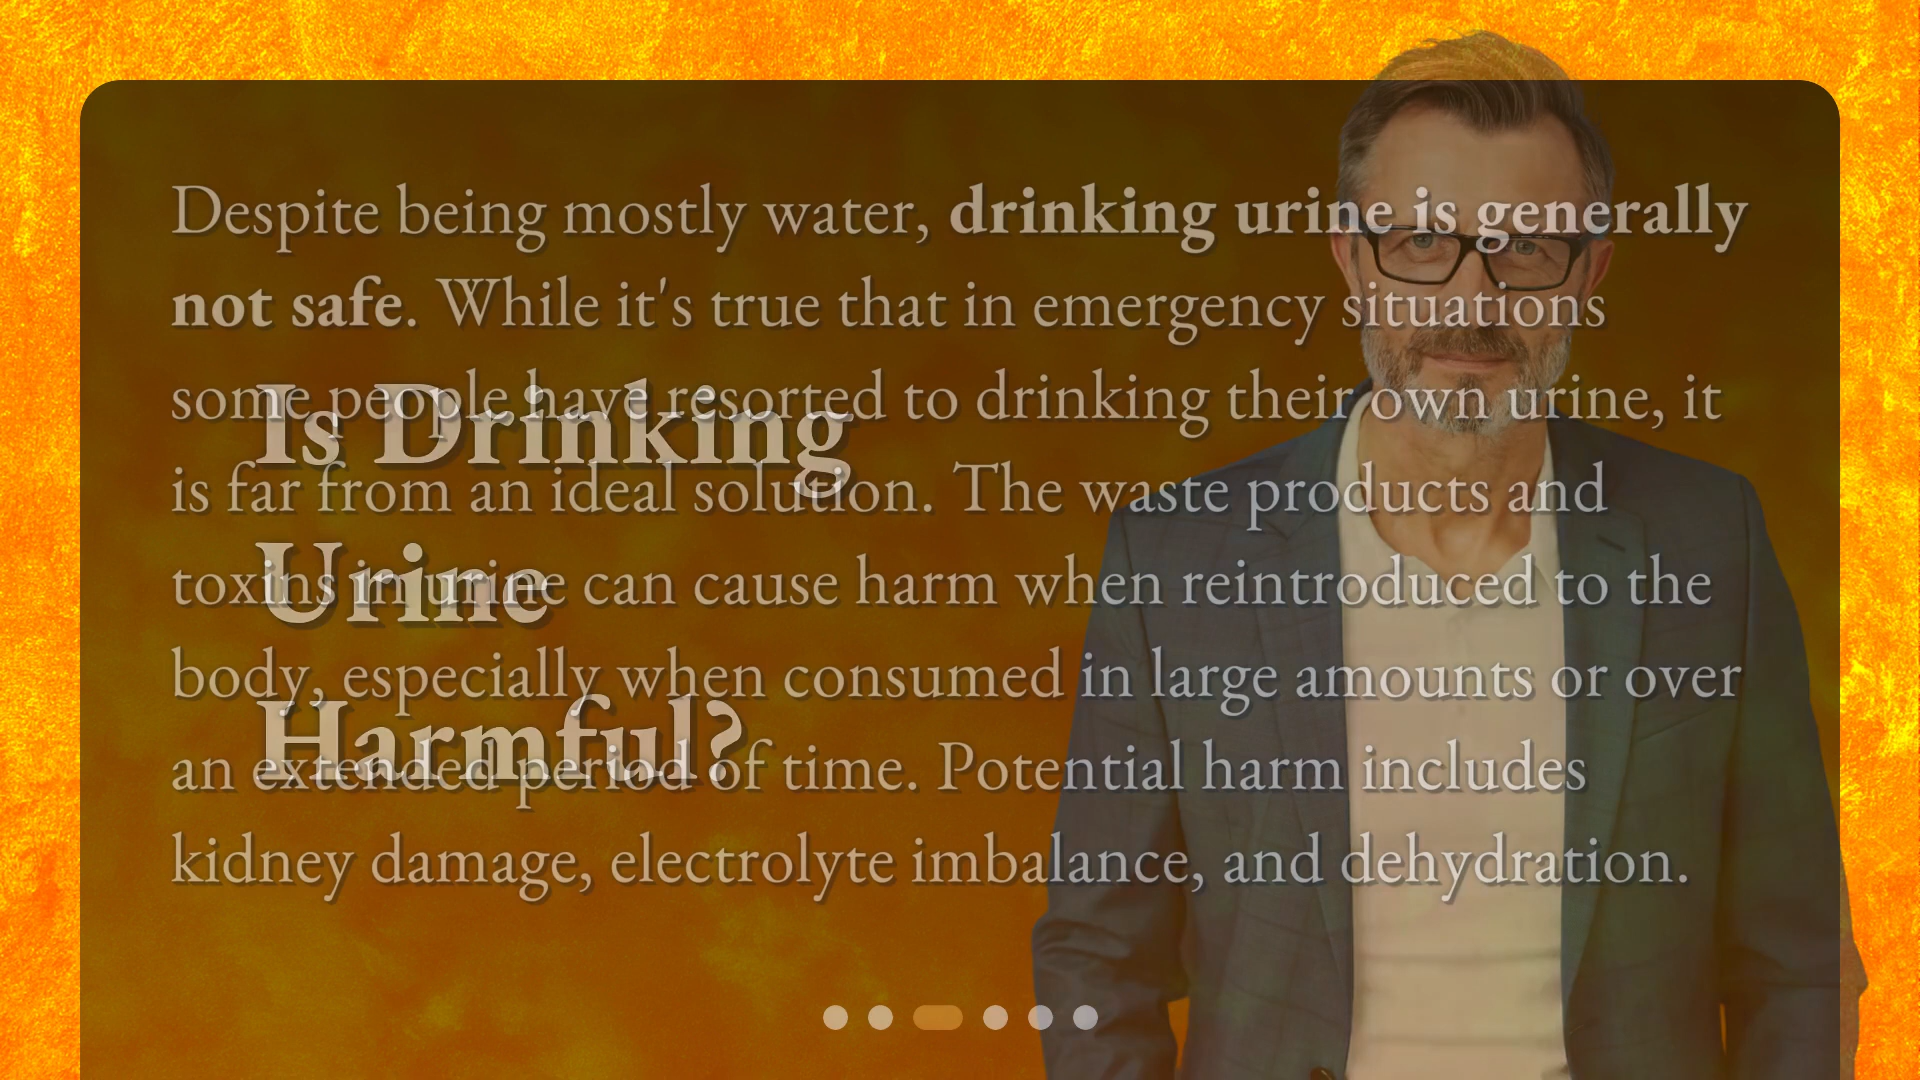 Despite being mostly water, drinking urine is generally
not safe. While it's true that in emergency situations
some people have resorted to drinking their own urine, it
is far from an ideal solution. The waste products and
toxins in urine can cause harm when reintroduced to the
body, especially when consumed in large amounts or over
an extended period of time. Potential harm includes
kidney damage, electrolyte imbalance, and dehydration.
Is Drinking
Urine
Harmful?